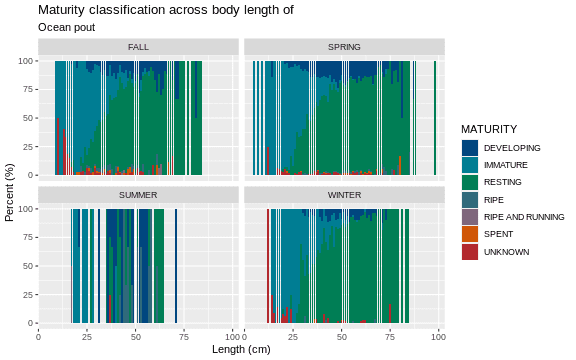 Maturity classification across body length of
Ocean pout
FALL
SPRING
100
75
50
25
0
SUMMER
WINTER
100
75
50
25
0
0
25
50
75
100
0
25
50
75
100
Percent (%)
Length (cm)
MATURITY
DEVELOPING
IMMATURE
RESTING
RIPE
RIPE AND RUNNING
SPENT
UNKNOWN